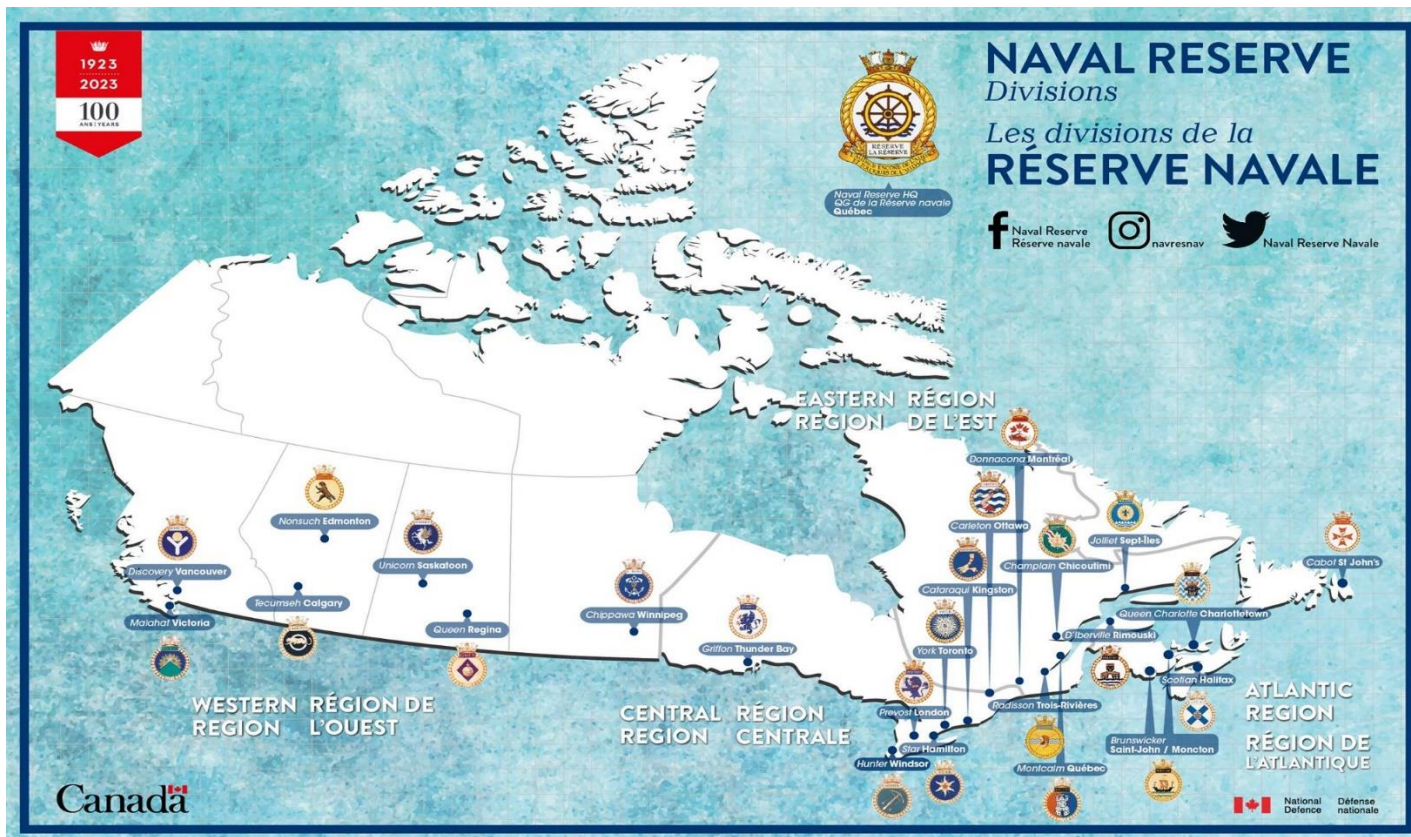 1923
2023
100
ANS | YEARS
RÉSERVE
LA RÉSERVE
Naval Reserve HQ
QG de la Réserve navale
Québec
NAVAL RESERVE
Divisions
Les divisions de la
RÉSERVE NAVALE
Naval Reserve
Réserve navale
navresnav
Naval Reserve Navale
EASTERN RÉGION
REGION DE L'EST
Donnacona Montréal
Carleton Ottawa
Jolliet Sept-Îles
Champlain Chicoutimi
Cabot St John's
Nonsuch Edmonton
Discovery Vancouver
Unicorn Saskatoon
Cataraqui Kingston
Tecumseh Calgary
Malahat Victoria
Queen Regina
Chippawa Winnipeg
Queen Charlotte Charlottetown
Griffon Thunder Bay
York Toronto
D'Iberville Rimouski
Scotian Halifax
WESTERN RÉGION DE
REGION L'OUEST
CENTRAL RÉGION
REGION CENTRALE
Prevost London
Radisson Trois-Rivières
ATLANTIC
REGION
RÉGION DE
L'ATLANTIQUE
Star Hamilton
Brunswicker
Saint-John / Moncton
Hunter Windsor
Montcalm Québec
Canada
National
Defence
Défense
nationale